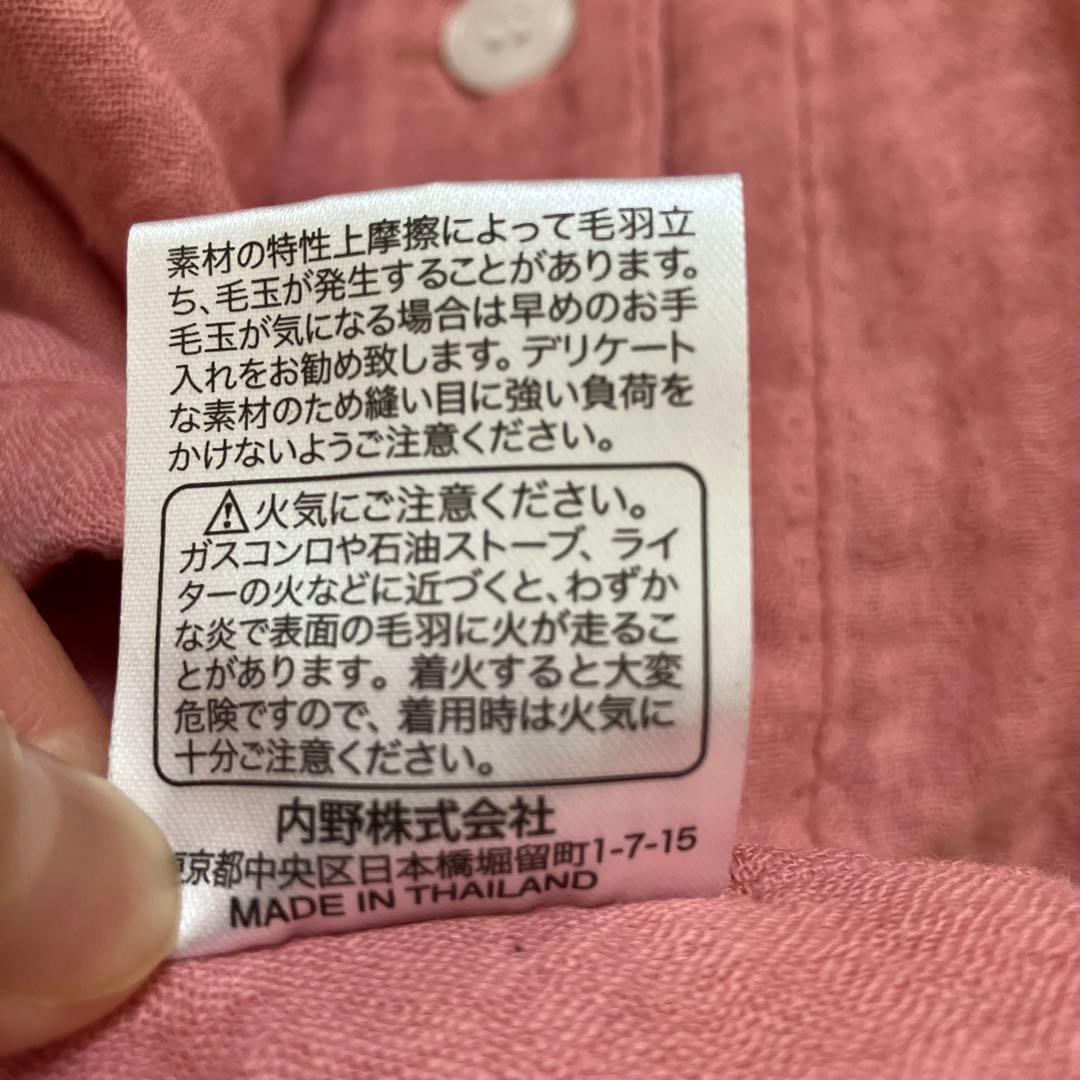 素材の特性上摩擦によって毛羽立
ち、毛玉が発生することがあります。
毛玉が気になる場合は早めのお手
入れをお勧め致します。デリケート
な素材のため縫い目に強い負荷を
かけないようご注意ください。
⚠火気にご注意ください。
ガスコンロや石油ストーブ、ライ
ターの火などに近づくと、わずか
な炎で表面の毛羽に火が走るこ
とがあります。着火すると大変
危険ですので、着用時は火気に
十分ご注意ください。
内野株式会社
東京都中央区日本橋堀留町1-7-15
MADE IN THAILAND